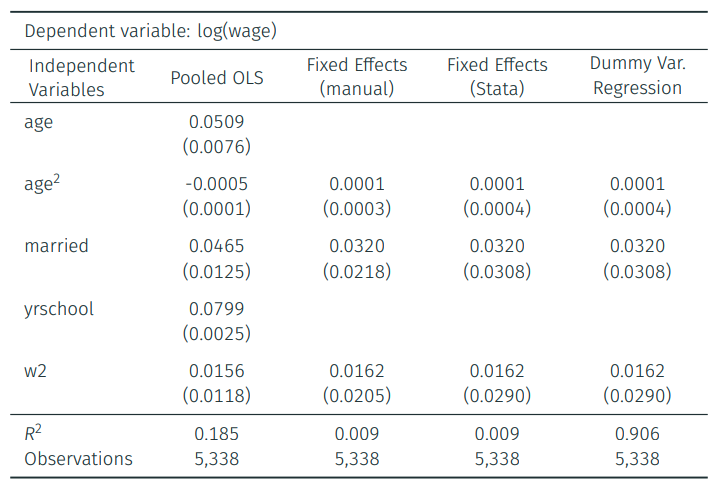 Dependent variable: log(wage)
Independent Variables Pooled OLS Fixed Effects (manual) Fixed Effects (Stata) Dummy Var. Regression
age 0.0509
(0.0076)
age² -0.0005 0.0001 0.0001 0.0001
(0.0001) (0.0003) (0.0004) (0.0004)
married 0.0465 0.0320 0.0320 0.0320
(0.0125) (0.0218) (0.0308) (0.0308)
yrschool 0.0799
(0.0025)
w2 0.0156 0.0162 0.0162 0.0162
(0.0118) (0.0205) (0.0290) (0.0290)
R² 0.185 0.009 0.009 0.906
Observations 5,338 5,338 5,338 5,338